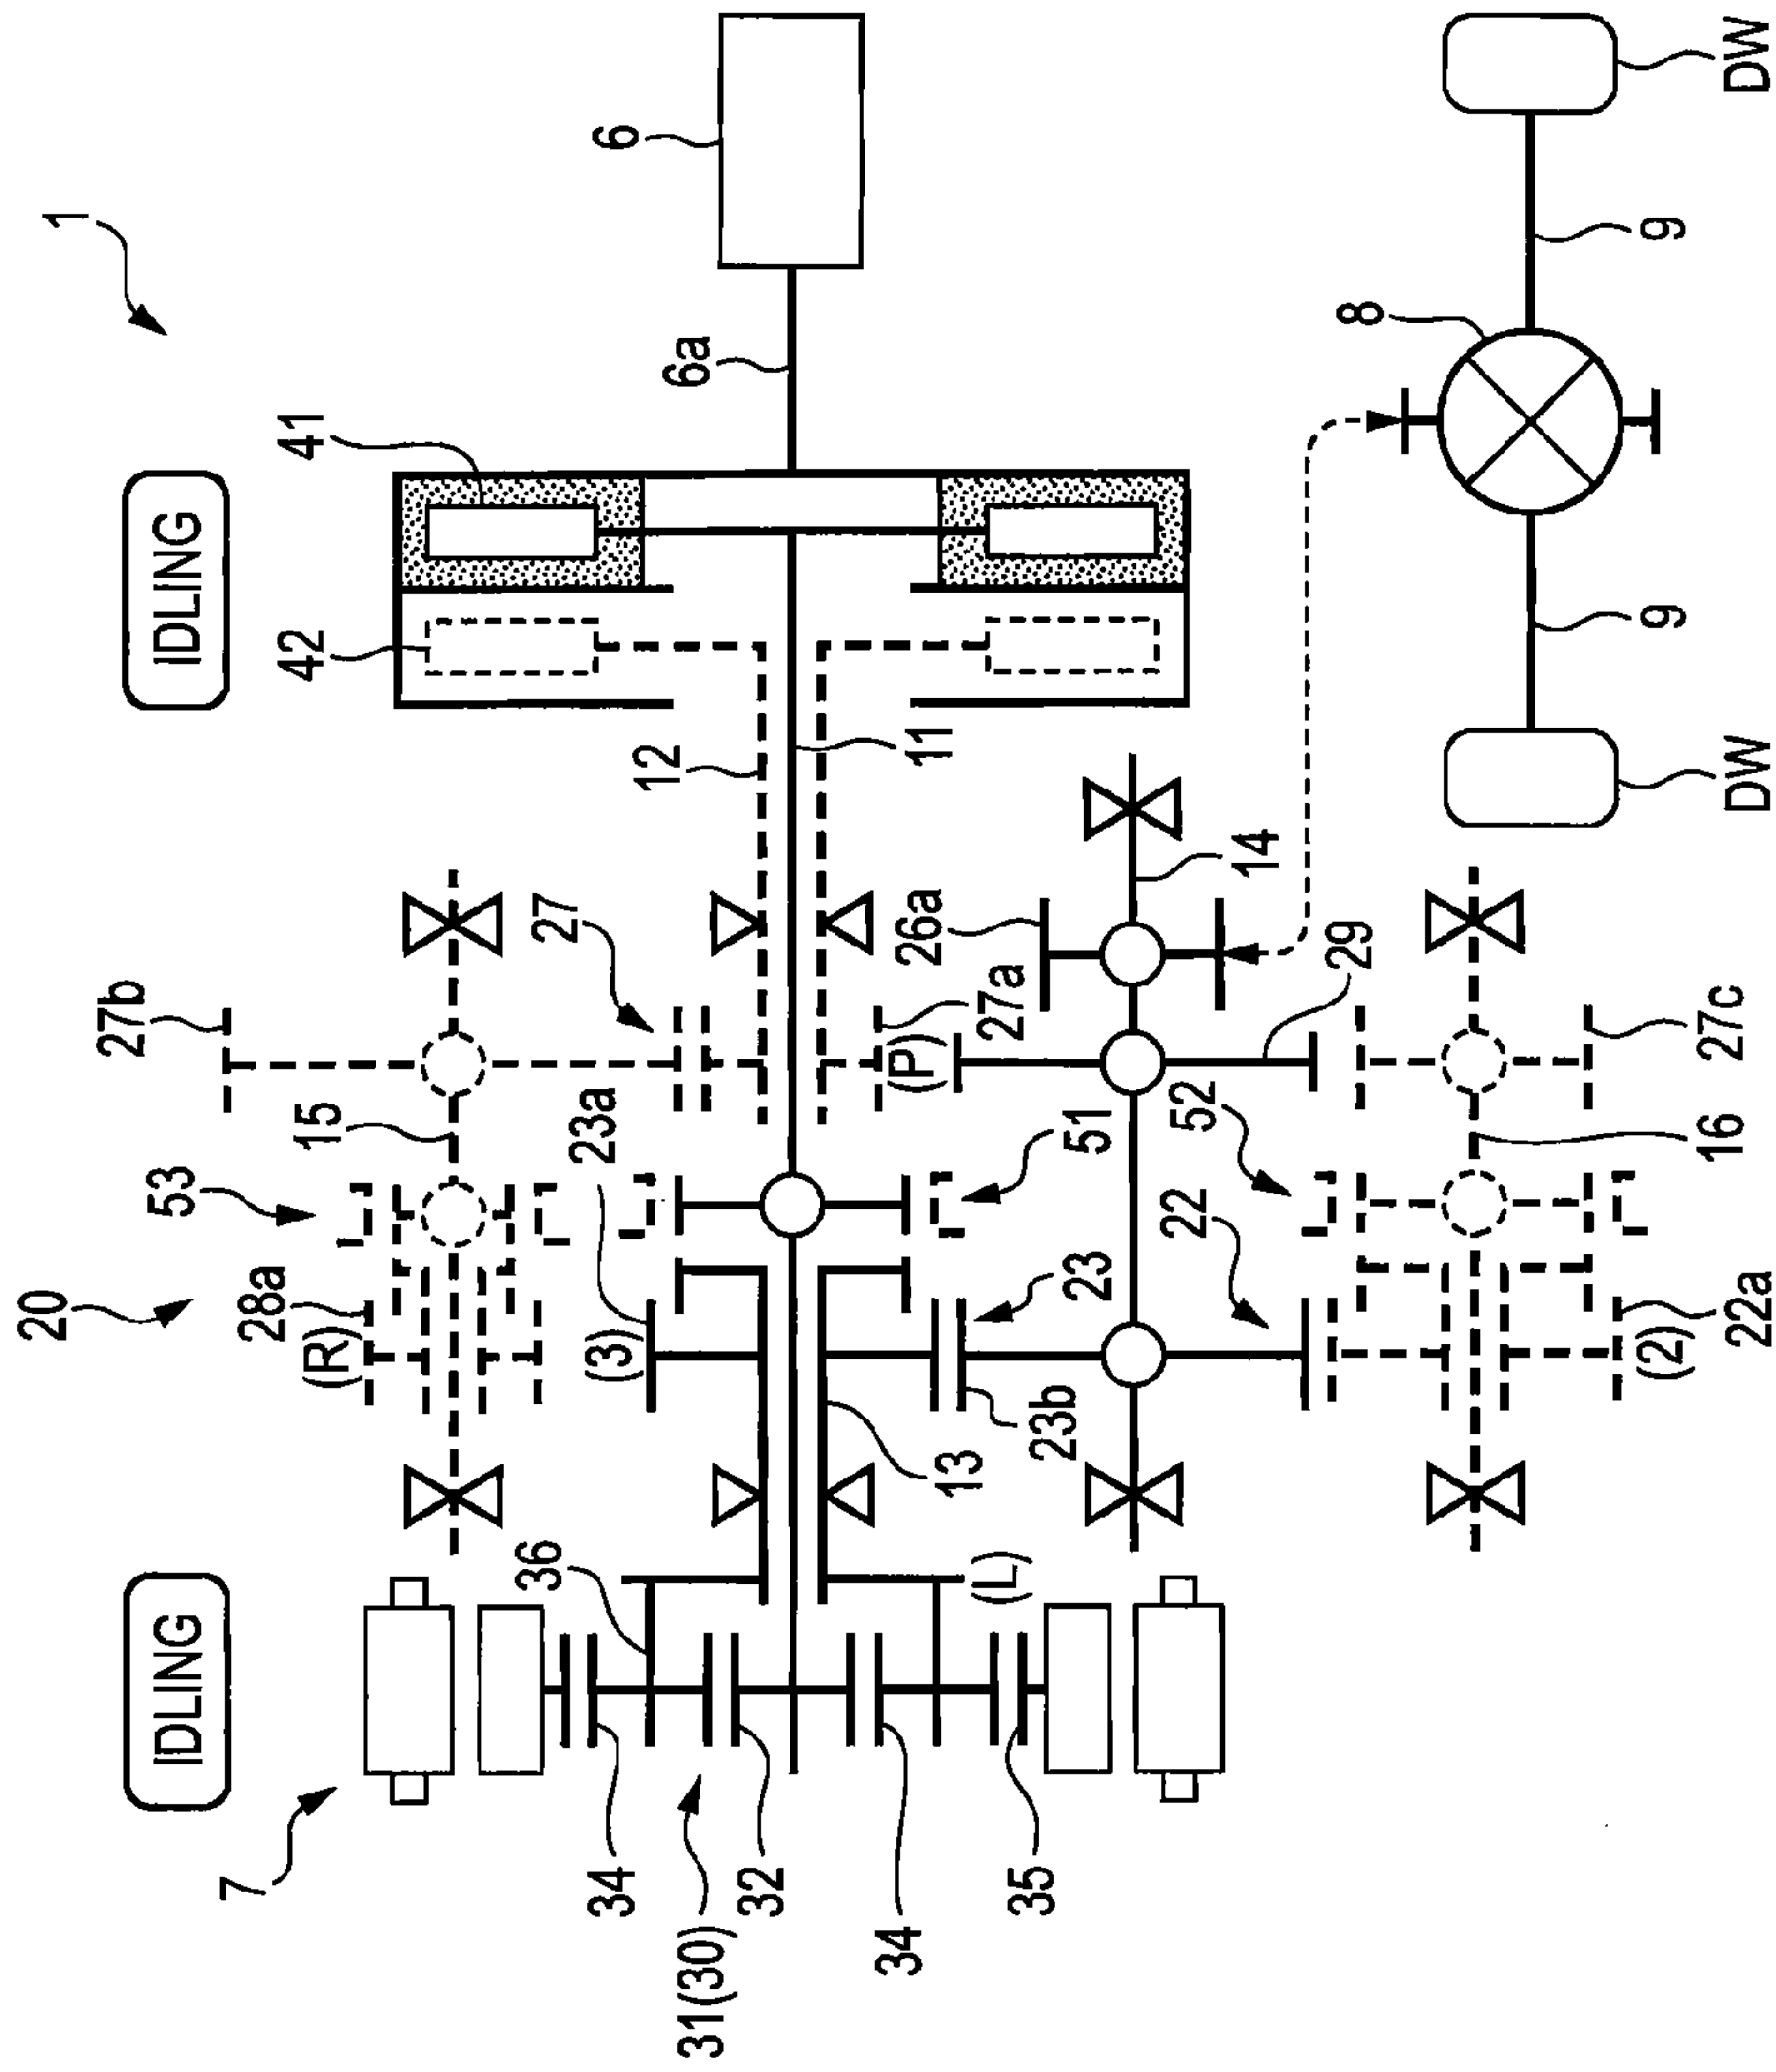 20
1
27b
IDLING
53
IDLING
7
28a
42
41
(R)
15
36
27
34
(3)
23a
6
12
6a
31(30)
32
34
(P)
26a
11
13
(L)
27a
35
23b
23
51
22
52
14
29
8
(2)
9
9
16
27c
22a
DW
DW